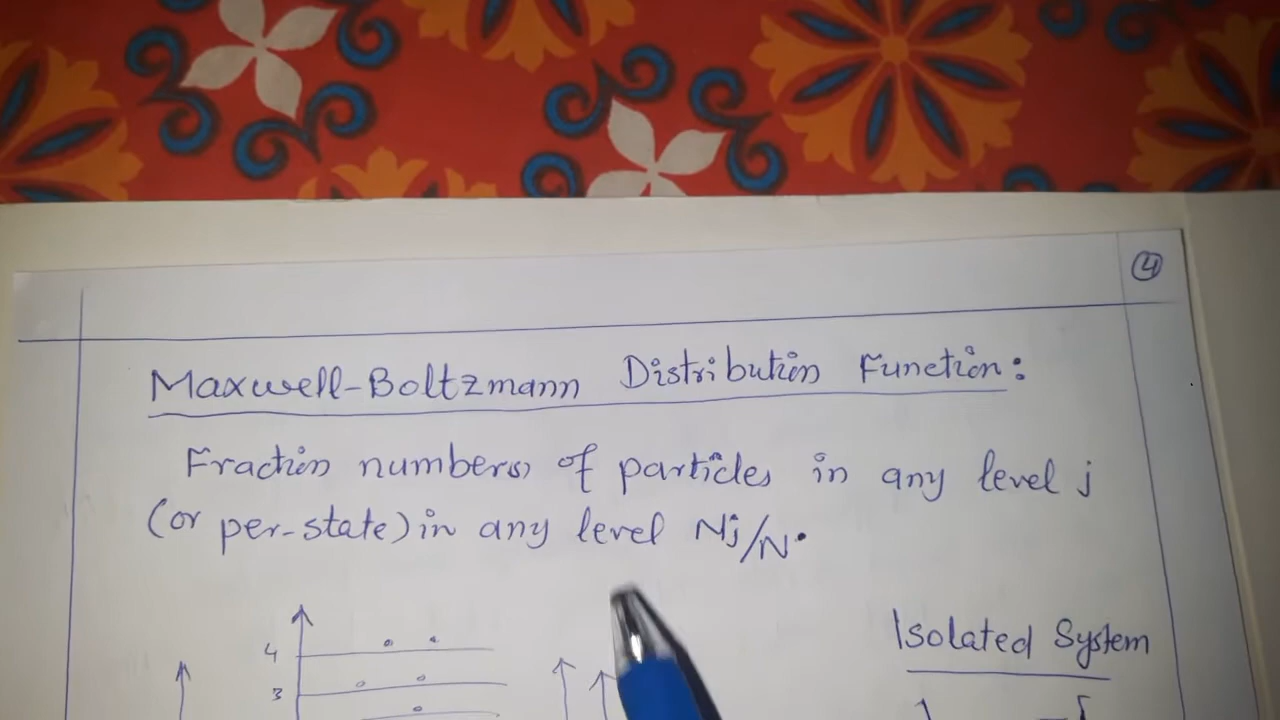 4
Maxwell-Boltzmann Distribution Function:
Fraction numbers of particles in any level j
(or per-state) in any level Nj/N.
Isolated System
4
3